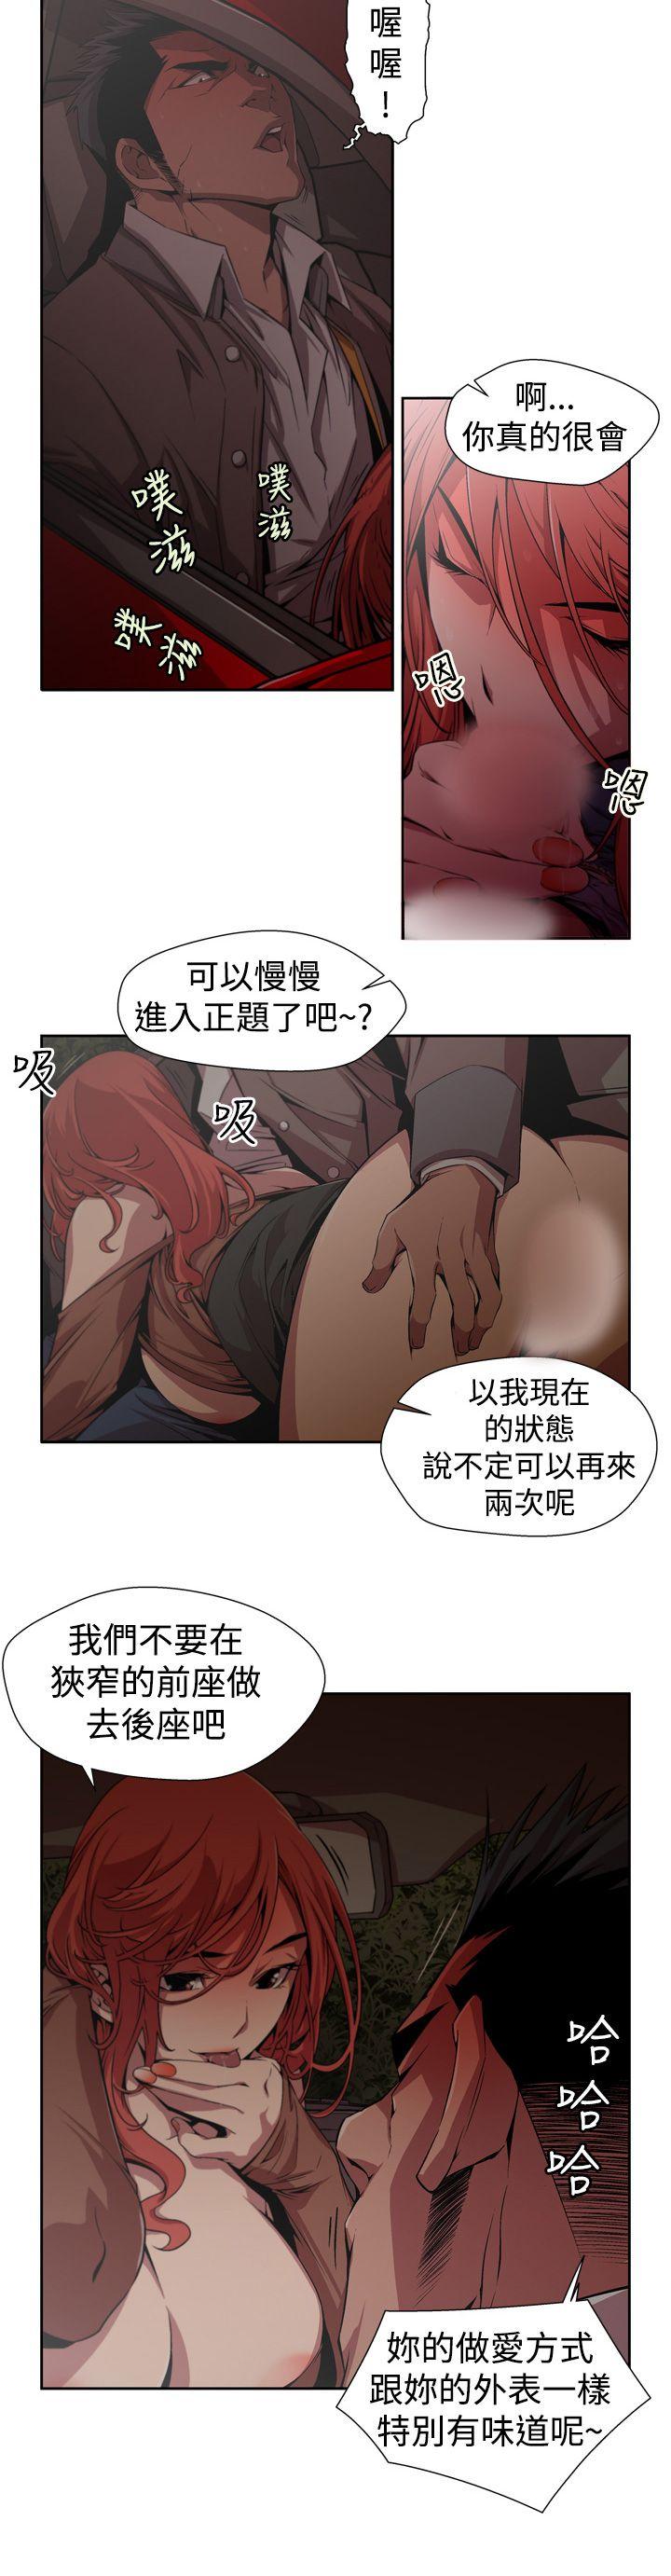 喔
喔!
噗滋
噗滋
噗滋
啊...
你真的很會
嗯
嗯
可以慢慢
進入正題了吧~?
吸
吸
以我現在
的狀態
說不定可以再來
兩次呢
我們不要在
狹窄的前座做
去後座吧
哈
哈
哈
妳的做愛方式
跟妳的外表一樣
特別有味道呢~